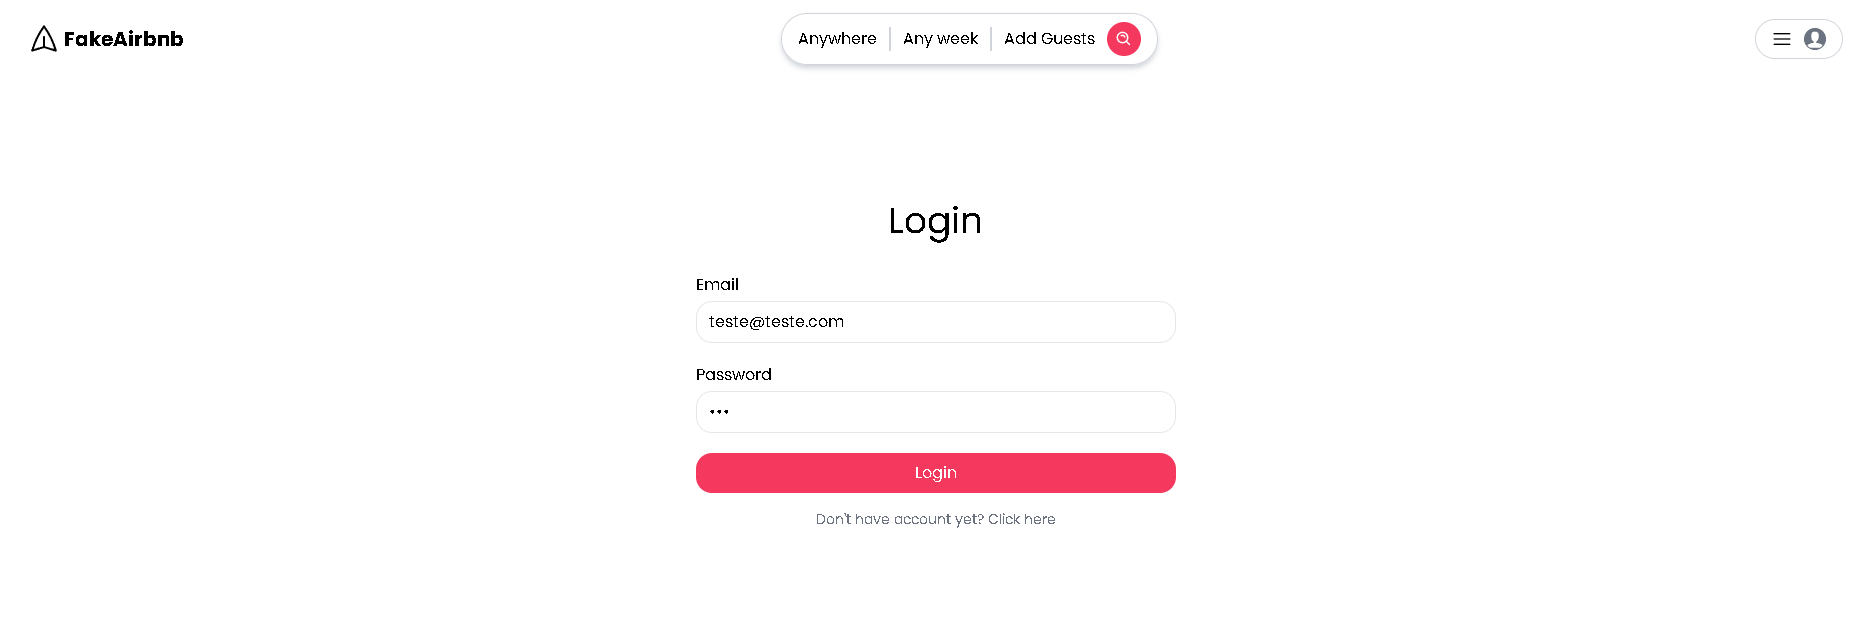 FakeAirbnb
Anywhere Any week Add Guests
Login
Email
teste@teste.com
Password
•••
Login
Don't have account yet? Click here